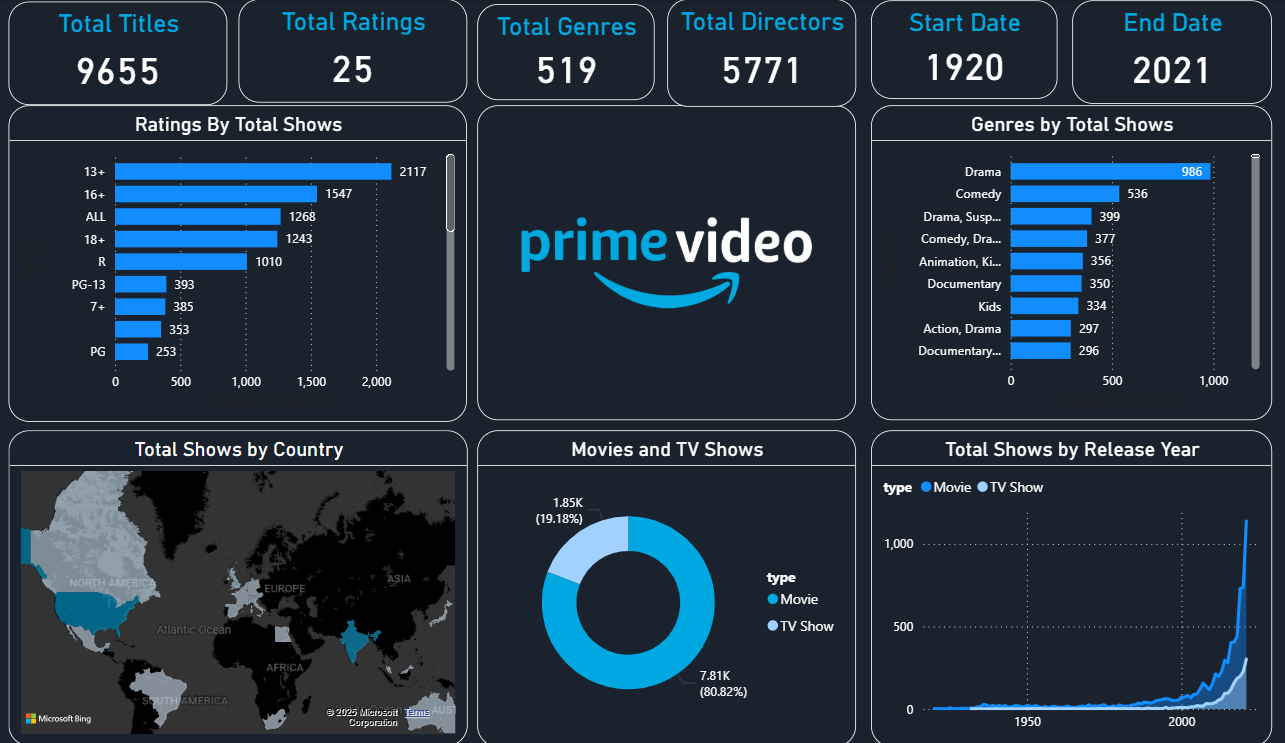 Total Titles
9655
Total Ratings
25
Total Genres
519
Total Directors
5771
Start Date
1920
End Date
2021
Ratings By Total Shows
13+ 2117
16+ 1547
ALL 1268
18+ 1243
R 1010
PG-13 393
7+ 385
353
PG 253
0 500 1,000 1,500 2,000
prime video
Genres by Total Shows
Drama 986
Comedy 536
Drama, Susp... 399
Comedy, Dra... 377
Animation, Ki... 356
Documentary 350
Kids 334
Action, Drama 297
Documentary... 296
0 500 1,000
Total Shows by Country
NORTH AMERICA
EUROPE
ASIA
Atlantic Ocean
AFRICA
SOUTH AMERICA
AUST
Microsoft Bing
© 2025 Microsoft Corporation Terms
Movies and TV Shows
1.85K
(19.18%)
type
Movie
TV Show
7.81K
(80.82%)
Total Shows by Release Year
type Movie TV Show
1,000
500
0
1950 2000